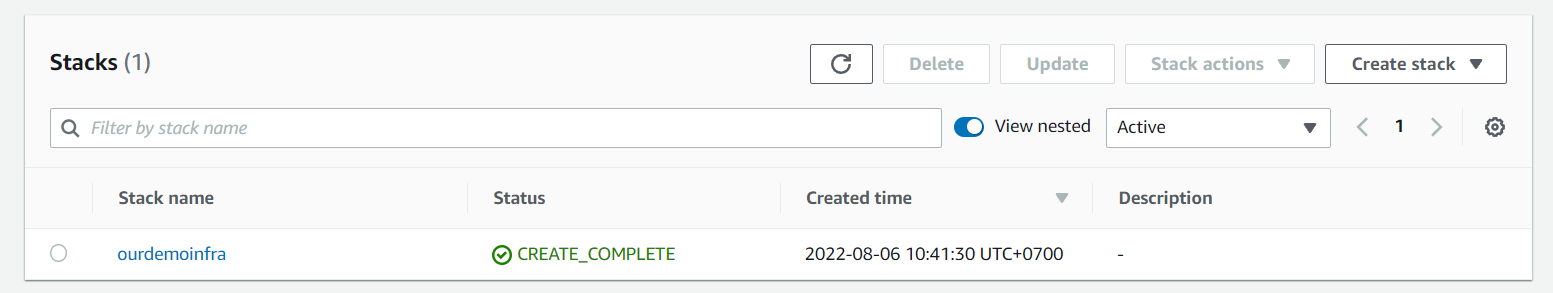 Stacks (1)
Delete
Update
Stack actions
Create stack
Filter by stack name
View nested
Active
1
Stack name
Status
Created time
Description
ourdemoinfra
CREATE_COMPLETE
2022-08-06 10:41:30 UTC+0700
-